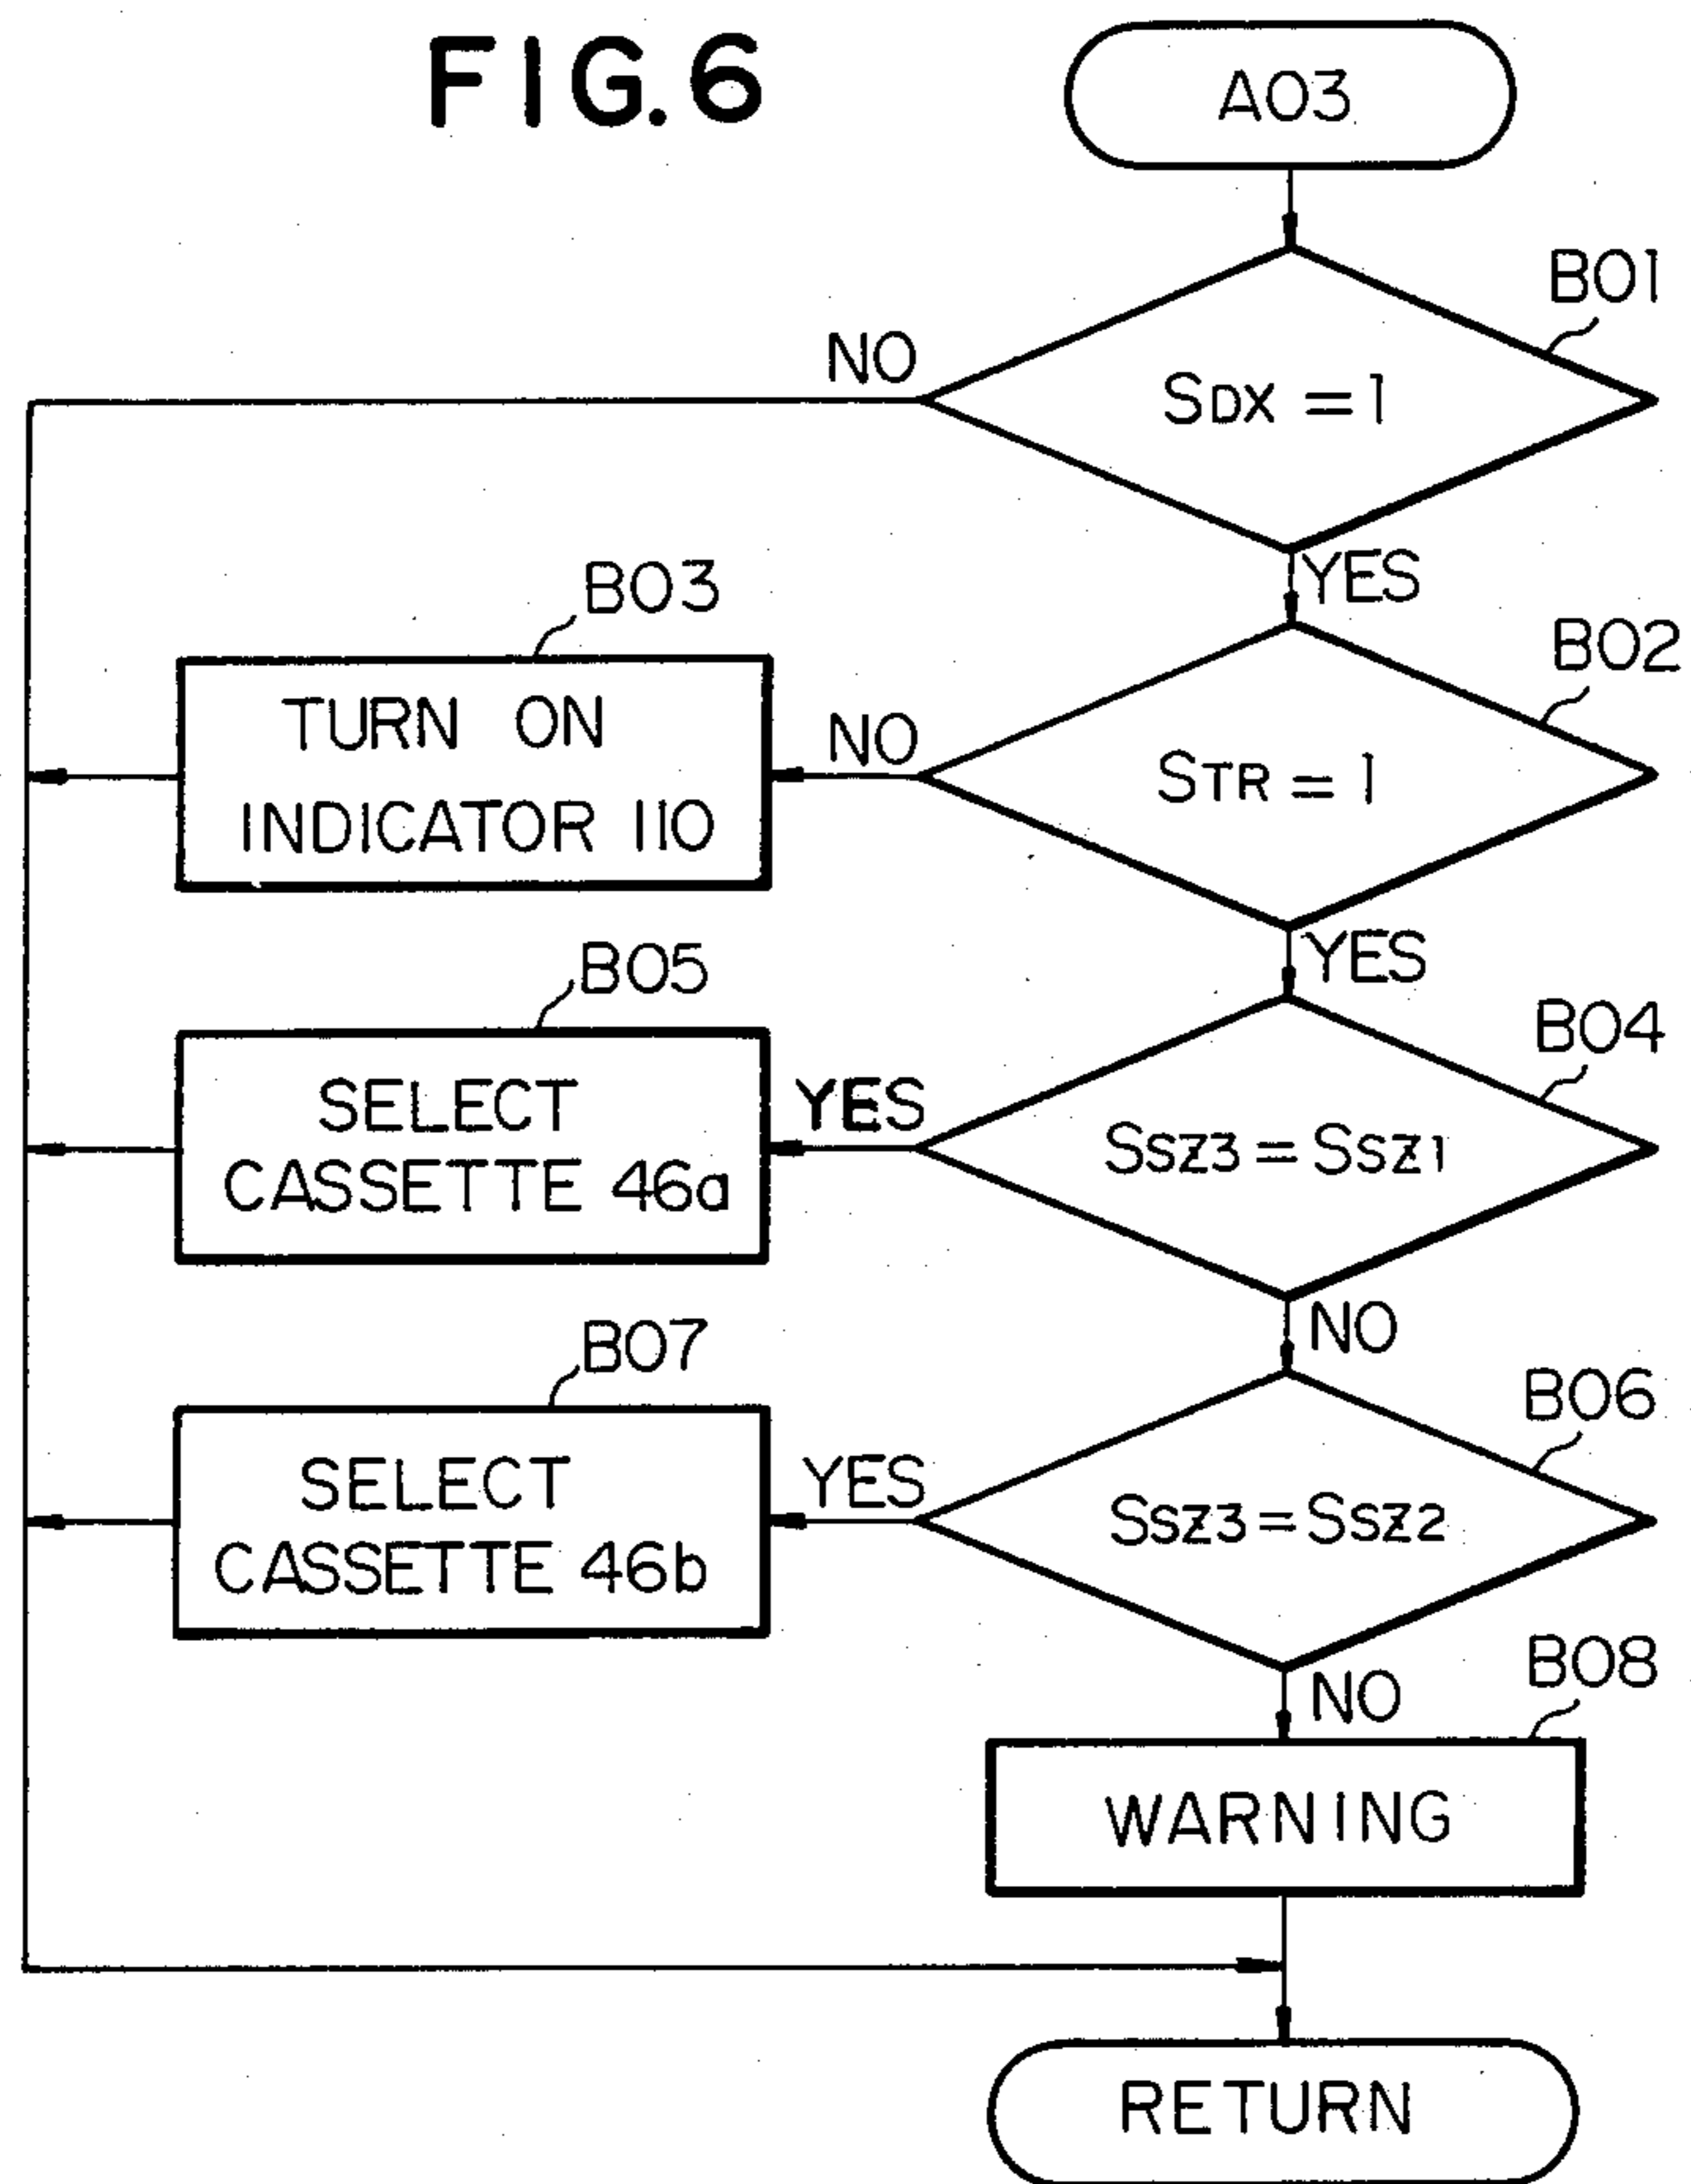 FIG.6
A03
B01
NO
SDX = 1
YES
B03
B02
TURN ON
INDICATOR 110
NO
STR = 1
YES
B05
B04
SELECT
CASSETTE 46a
YES
SSZ3 = SSZ1
NO
B07
B06
SELECT
CASSETTE 46b
YES
SSZ3 = SSZ2
NO
B08
WARNING
RETURN